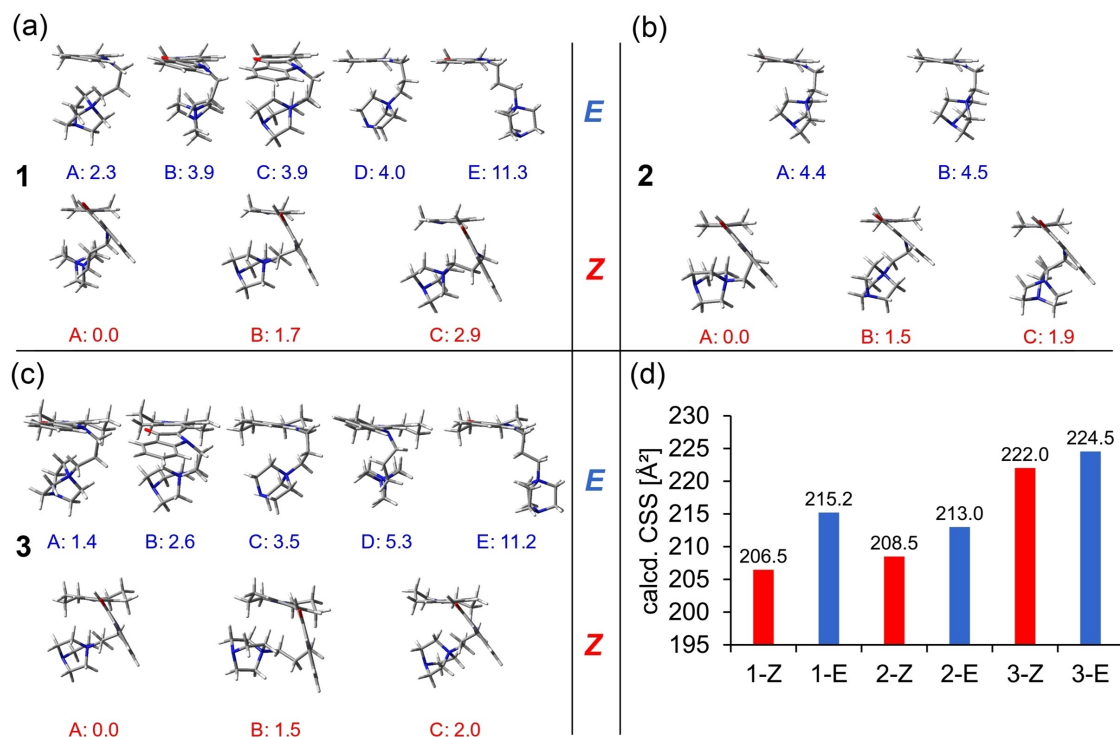 (a)
E
A: 2.3 B: 3.9 C: 3.9 D: 4.0 E: 11.3
1
Z
A: 0.0 B: 1.7 C: 2.9
(b)
A: 4.4 B: 4.5
2
A: 0.0 B: 1.5 C: 1.9
(c)
E
A: 1.4 B: 2.6 C: 3.5 D: 5.3 E: 11.2
3
Z
A: 0.0 B: 1.5 C: 2.0
(d)
calcd. CSS [Å²]
230
225
220
215
210
205
200
195
206.5
215.2
208.5
213.0
222.0
224.5
1-Z 1-E 2-Z 2-E 3-Z 3-E